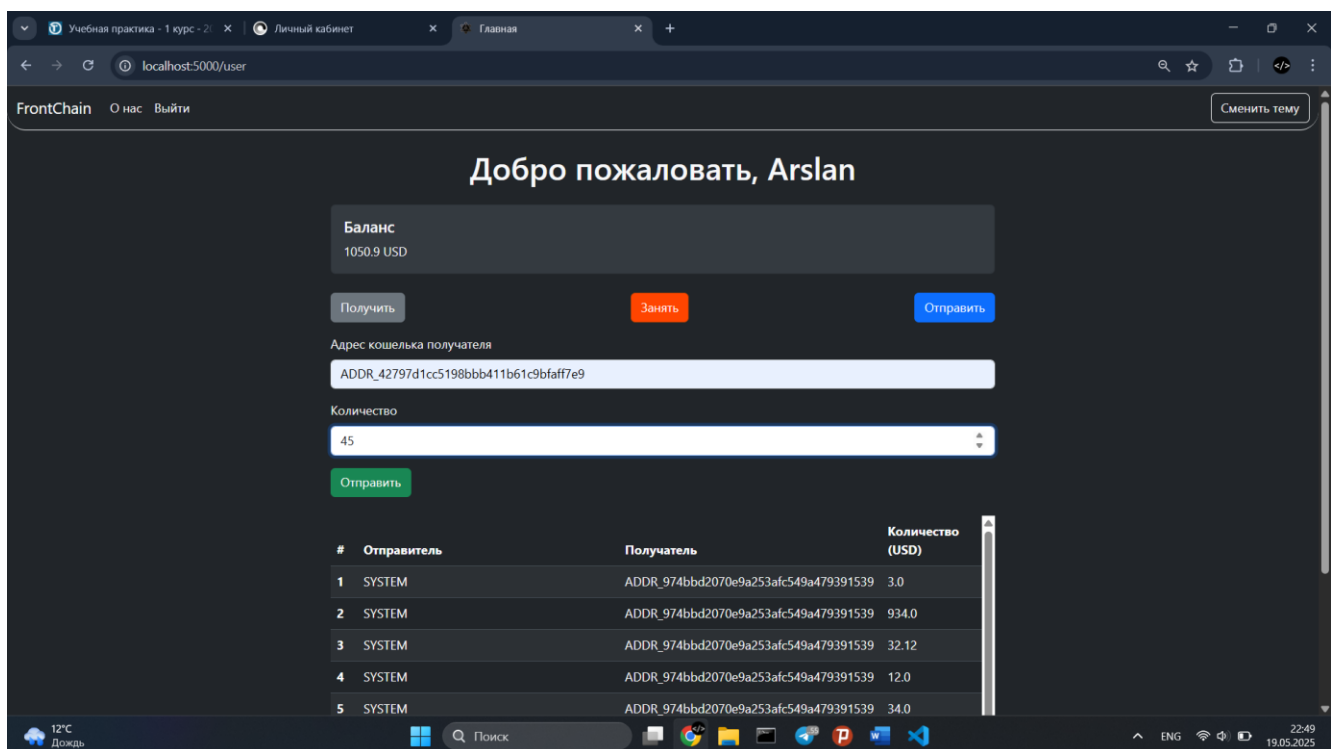 Учебная практика - 1 курс - 2
Личный кабинет
Главная
localhost:5000/user
FrontChain О нас Выйти
Сменить тему
Добро пожаловать, Arslan
Баланс
1050.9 USD
Получить
Занять
Отправить
Адрес кошелька получателя
ADDR_42797d1cc5198bbb411b61c9bfaff7e9
Количество
45
Отправить
# Отправитель Получатель Количество (USD)
1 SYSTEM ADDR_974bbd2070e9a253afc549a479391539 3.0
2 SYSTEM ADDR_974bbd2070e9a253afc549a479391539 934.0
3 SYSTEM ADDR_974bbd2070e9a253afc549a479391539 32.12
4 SYSTEM ADDR_974bbd2070e9a253afc549a479391539 12.0
5 SYSTEM ADDR_974bbd2070e9a253afc549a479391539 34.0
12°C
Дождь
Поиск
ENG
22:49
19.05.2025